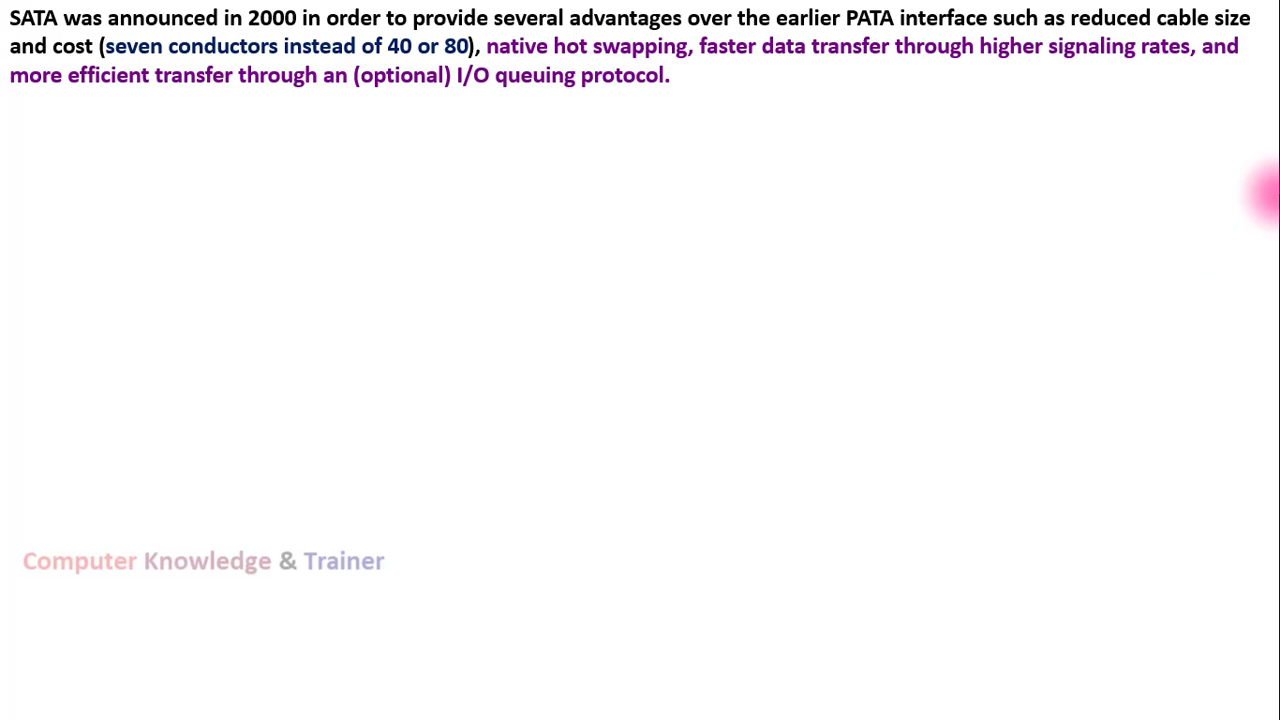 SATA was announced in 2000 in order to provide several advantages over the earlier PATA interface such as reduced cable size
and cost (seven conductors instead of 40 or 80), native hot swapping, faster data transfer through higher signaling rates, and
more efficient transfer through an (optional) I/O queuing protocol.
Computer Knowledge & Trainer